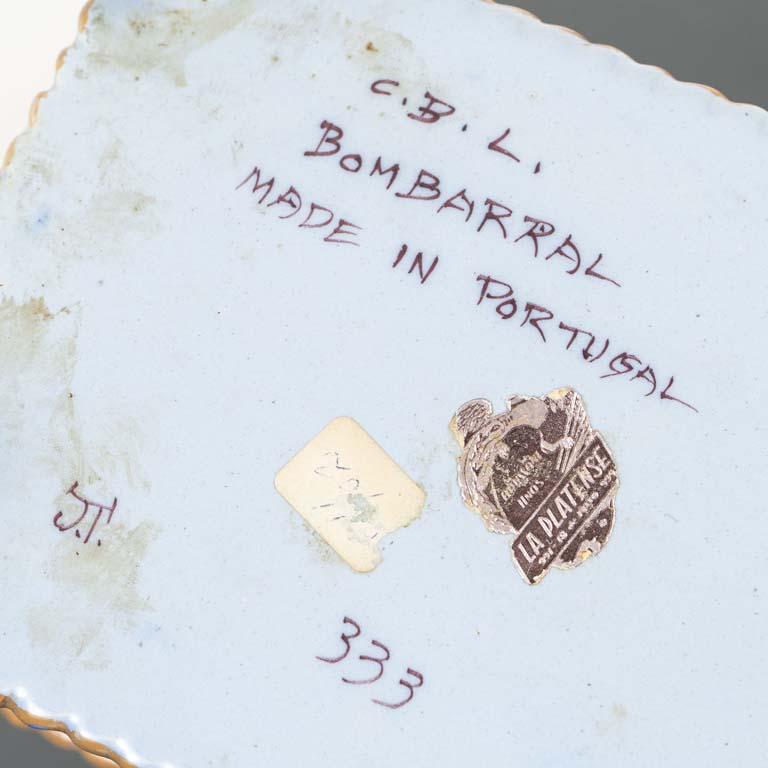 C.B.L.
BOMBARRAL
MADE IN PORTUGAL
J.T.
LA PLATENSE
333